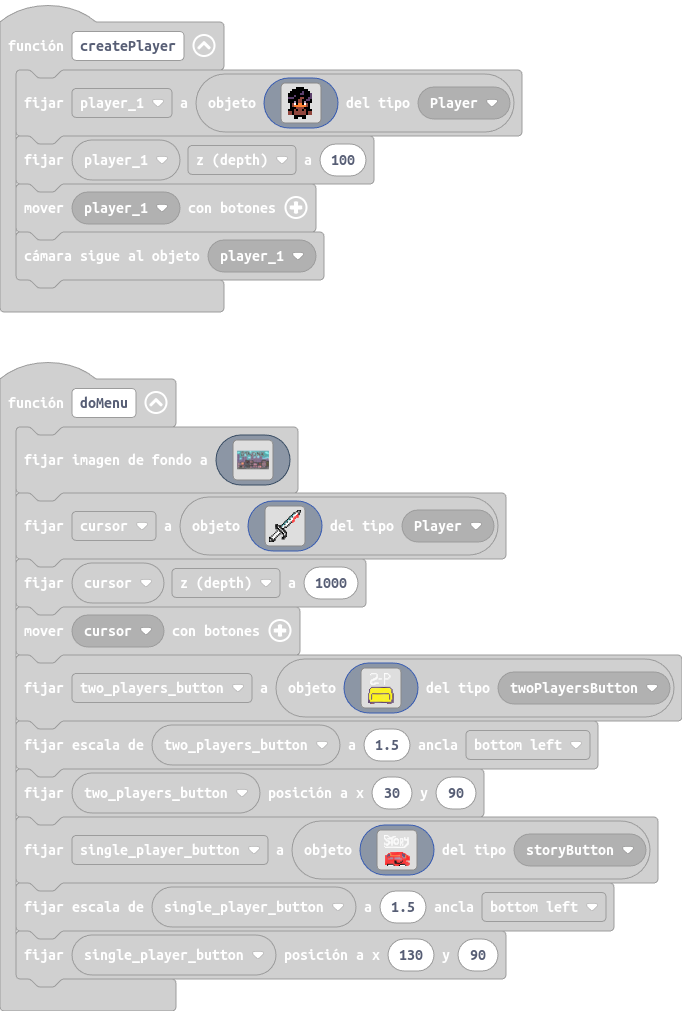 función createPlayer
fijar player_1 a objeto del tipo Player
fijar player_1 z (depth) a 100
mover player_1 con botones
cámara sigue al objeto player_1
función doMenu
fijar imagen de fondo a
fijar cursor a objeto del tipo Player
fijar cursor z (depth) a 1000
mover cursor con botones
fijar two_players_button a objeto 2-P del tipo twoPlayersButton
fijar escala de two_players_button a 1.5 ancla bottom left
fijar two_players_button posición a x 30 y 90
fijar single_player_button a objeto Story del tipo storyButton
fijar escala de single_player_button a 1.5 ancla bottom left
fijar single_player_button posición a x 130 y 90